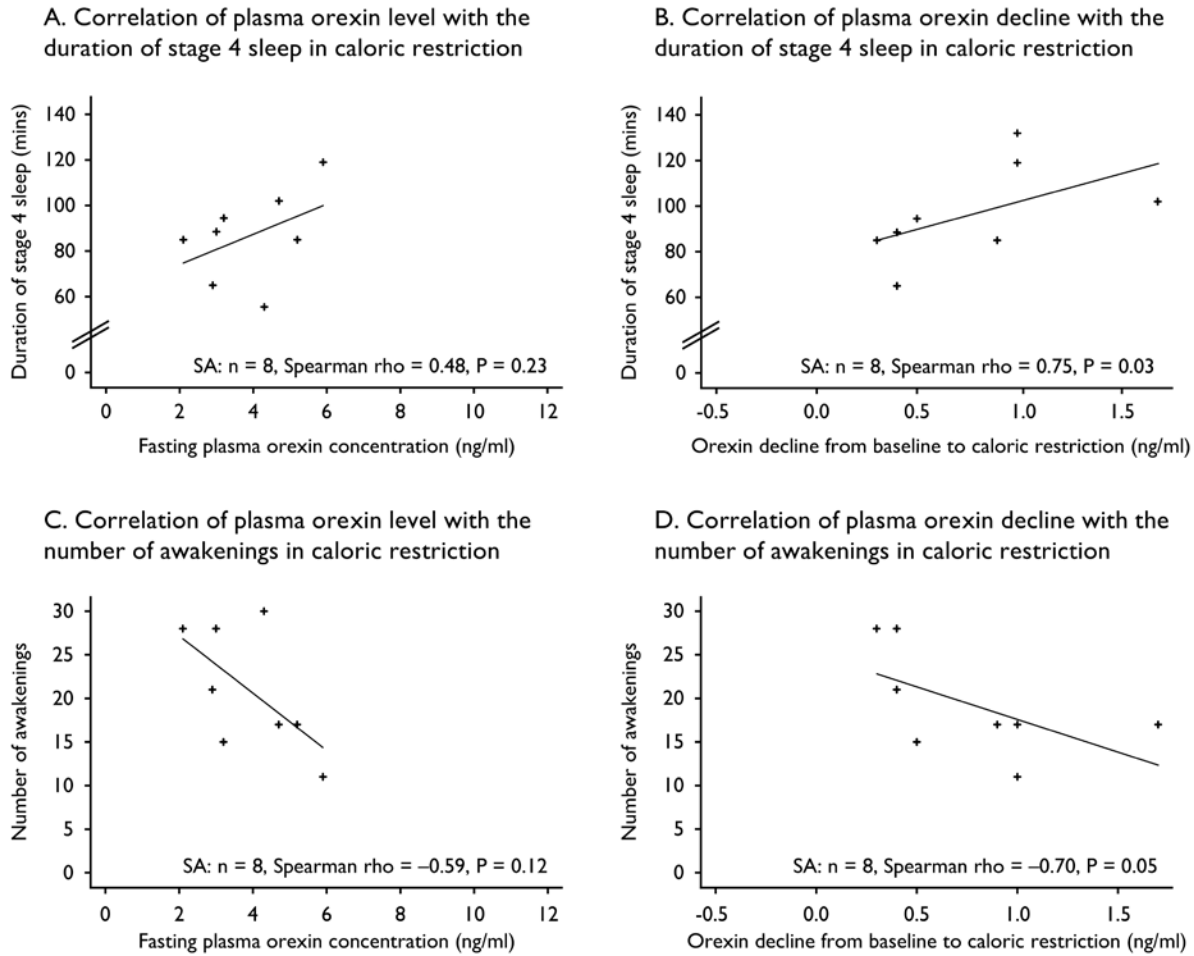 A. Correlation of plasma orexin level with the
duration of stage 4 sleep in caloric restriction
Duration of stage 4 sleep (mins)
140
120
100
80
60
0
SA: n = 8, Spearman rho = 0.48, P = 0.23
0 2 4 6 8 10 12
Fasting plasma orexin concentration (ng/ml)
B. Correlation of plasma orexin decline with the
duration of stage 4 sleep in caloric restriction
Duration of stage 4 sleep (mins)
140
120
100
80
60
0
SA: n = 8, Spearman rho = 0.75, P = 0.03
-0.5 0.0 0.5 1.0 1.5
Orexin decline from baseline to caloric restriction (ng/ml)
C. Correlation of plasma orexin level with the
number of awakenings in caloric restriction
Number of awakenings
30
25
20
15
10
5
0
SA: n = 8, Spearman rho = –0.59, P = 0.12
0 2 4 6 8 10 12
Fasting plasma orexin concentration (ng/ml)
D. Correlation of plasma orexin decline with the
number of awakenings in caloric restriction
Number of awakenings
30
25
20
15
10
5
0
SA: n = 8, Spearman rho = –0.70, P = 0.05
-0.5 0.0 0.5 1.0 1.5
Orexin decline from baseline to caloric restriction (ng/ml)